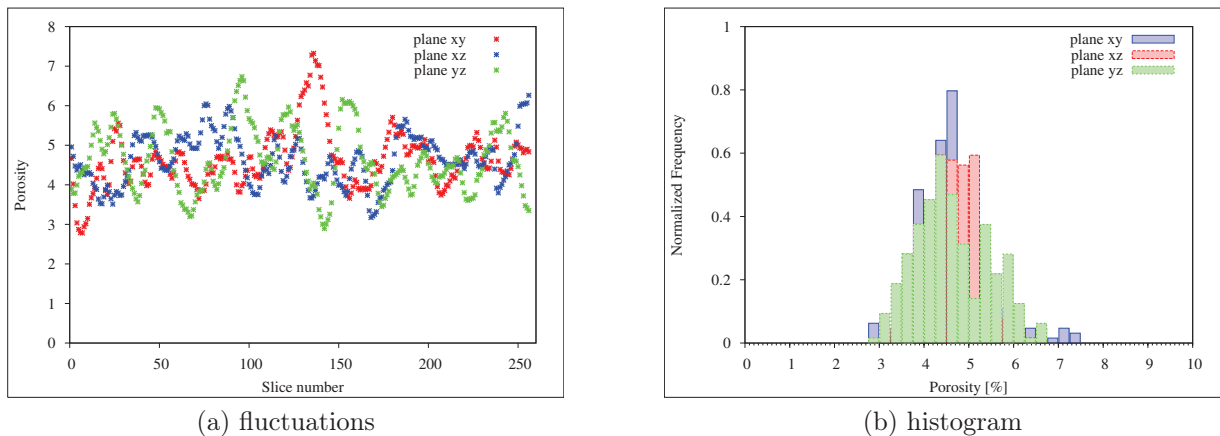 8
7
6
5
4
3
2
1
0
Porosity
plane xy
plane xz
plane yz
0 50 100 150 200 250
Slice number
(a) fluctuations
1
0.8
0.6
0.4
0.2
0
Normalized Frequency
plane xy
plane xz
plane yz
0 1 2 3 4 5 6 7 8 9 10
Porosity [%]
(b) histogram